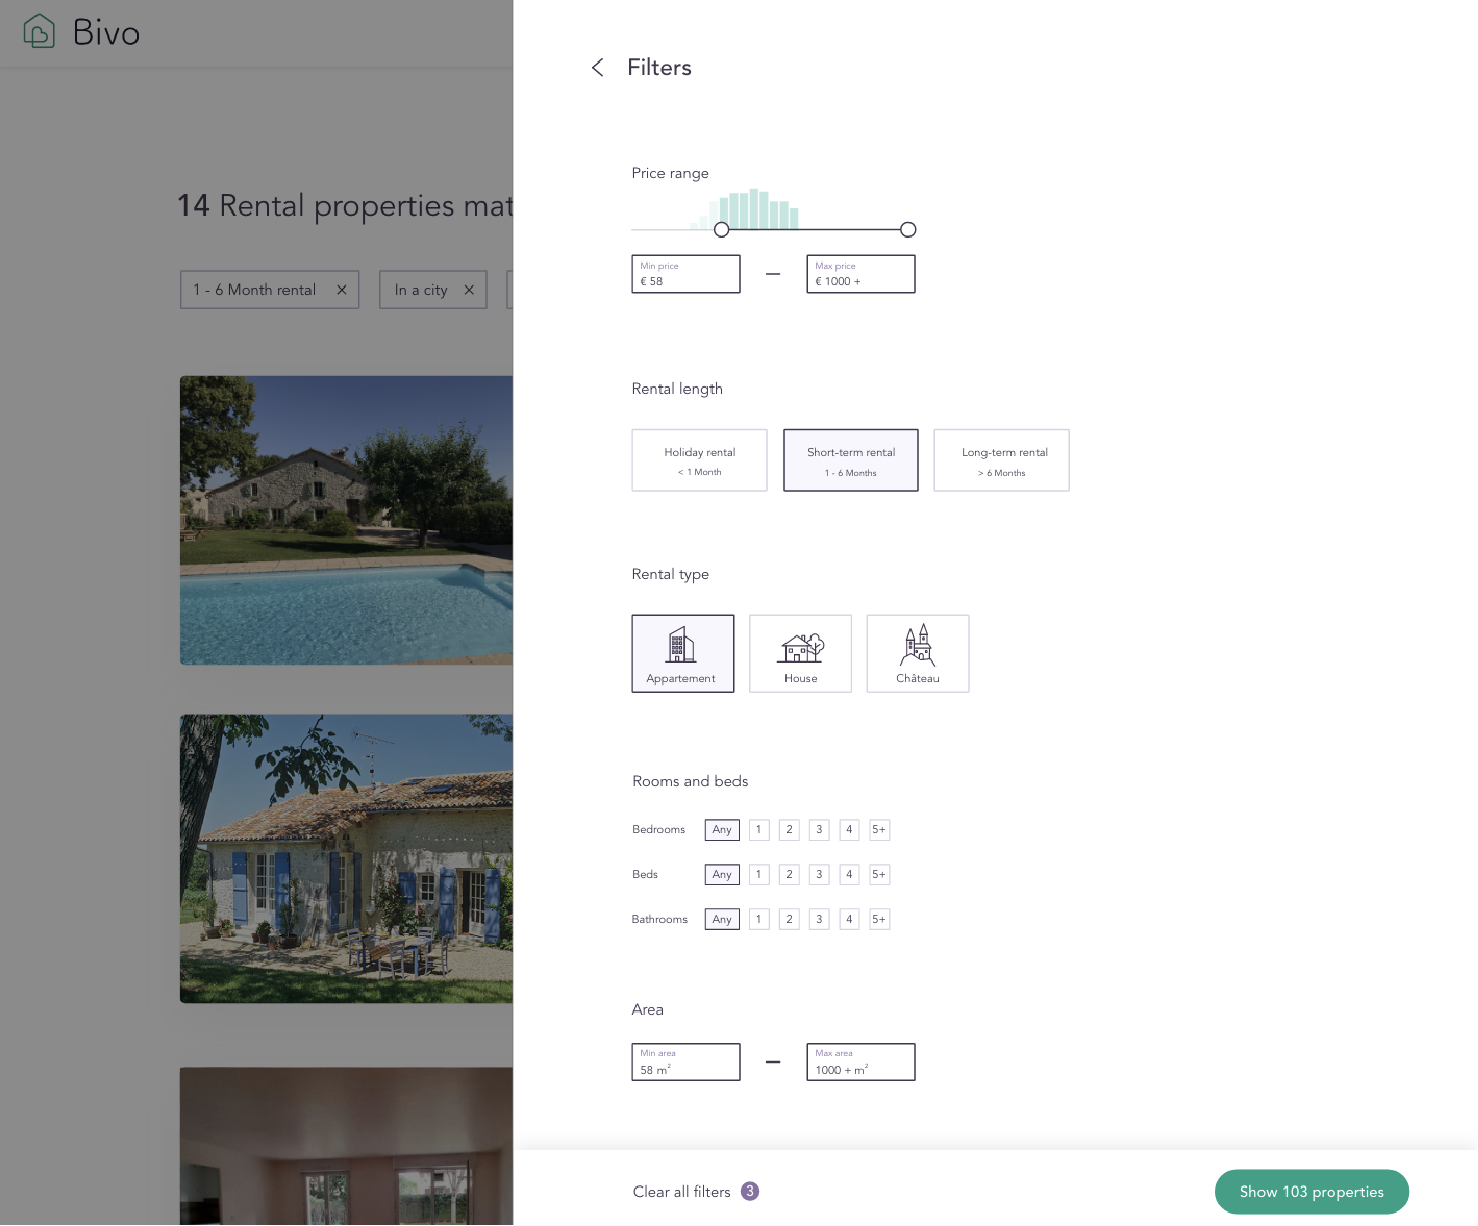 Bivo
14 Rental properties mat
1 - 6 Month rental
In a city
Filters
Price range
Min price
€ 58
Max price
€ 1000 +
Rental length
Holiday rental
< 1 Month
Short-term rental
1 - 6 Months
Long-term rental
> 6 Months
Rental type
Appartement
House
Château
Rooms and beds
Bedrooms Any 1 2 3 4 5+
Beds Any 1 2 3 4 5+
Bathrooms Any 1 2 3 4 5+
Area
Min area
58 m²
Max area
1000 + m²
Clear all filters 3
Show 103 properties